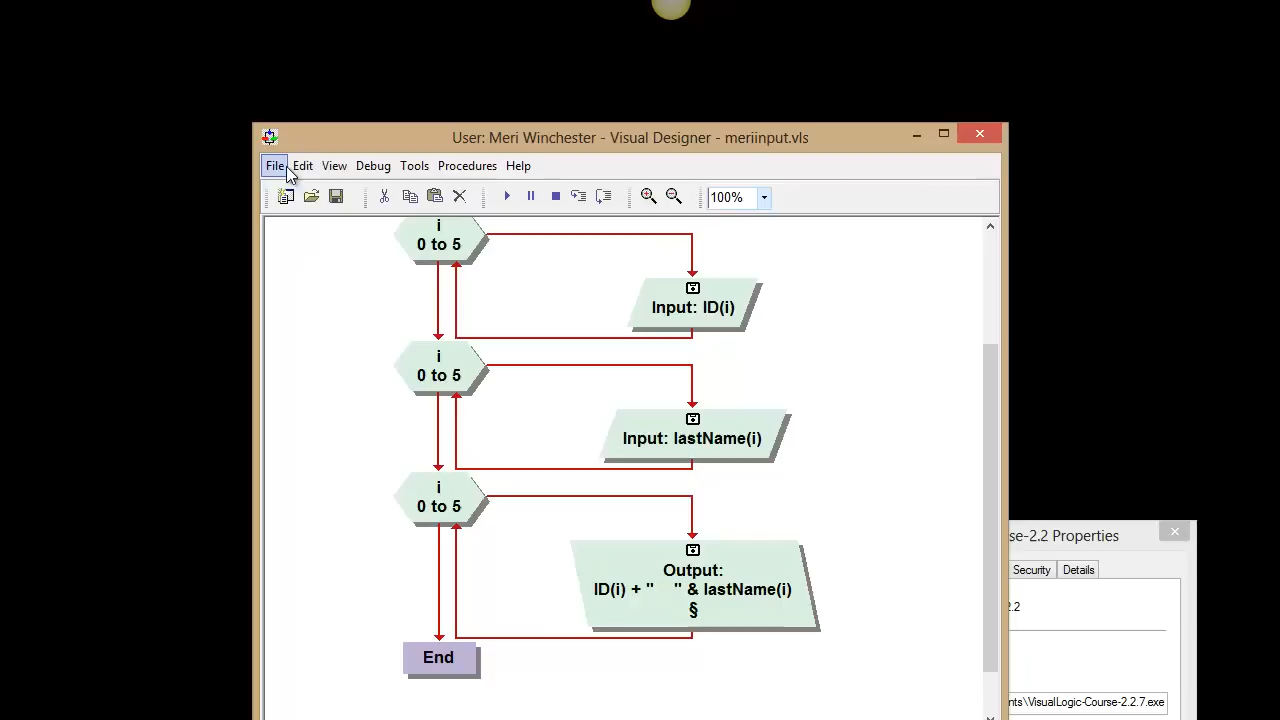 User: Meri Winchester - Visual Designer - meriinput.vls
File Edit View Debug Tools Procedures Help
100%
i
0 to 5
Input: ID(i)
i
0 to 5
Input: lastName(i)
i
0 to 5
Output:
ID(i) + "    " & lastName(i)
§
End
se-2.2 Properties
Security Details
2.2
nts\VisualLogic-Course-2.2.7.exe